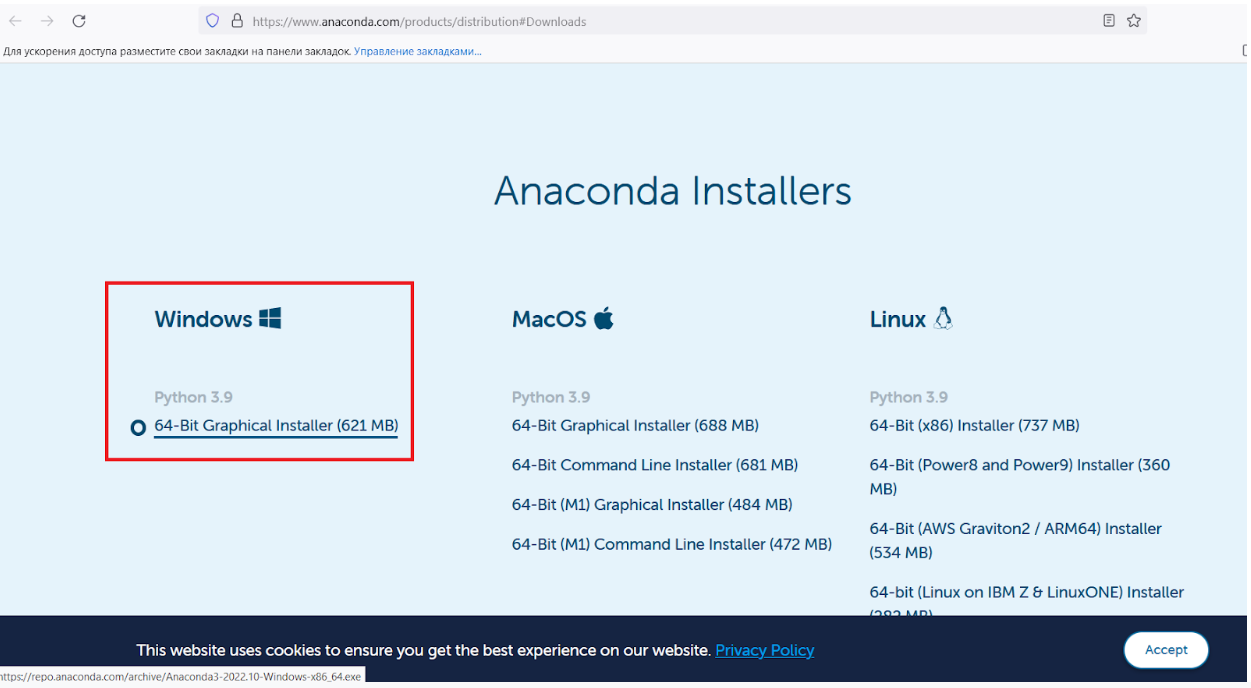 https://www.anaconda.com/products/distribution#Downloads
Для ускорения доступа разместите свои закладки на панели закладок. Управление закладками...
Anaconda Installers
Windows
Python 3.9
64-Bit Graphical Installer (621 MB)
MacOS
Python 3.9
64-Bit Graphical Installer (688 MB)
64-Bit Command Line Installer (681 MB)
64-Bit (M1) Graphical Installer (484 MB)
64-Bit (M1) Command Line Installer (472 MB)
Linux
Python 3.9
64-Bit (x86) Installer (737 MB)
64-Bit (Power8 and Power9) Installer (360
MB)
64-Bit (AWS Graviton2 / ARM64) Installer
(534 MB)
64-bit (Linux on IBM Z & LinuxONE) Installer
This website uses cookies to ensure you get the best experience on our website. Privacy Policy
Accept
https://repo.anaconda.com/archive/Anaconda3-2022.10-Windows-x86_64.exe